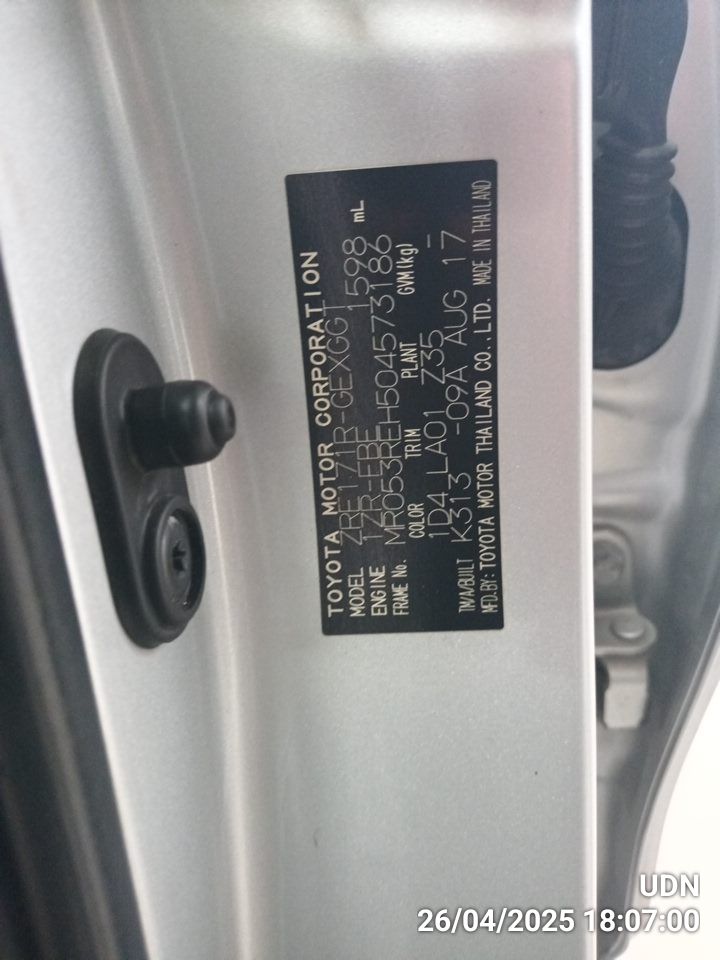 TOYOTA MOTOR CORPORATION
MODEL ZRE171R-GEXGGT
ENGINE 1ZR-FBE 1598 mL
FRAME No. MR053REH504573186
COLOR TRIM PLANT GVM(kg)
1D4 LA01 Z35 -
TM/A/BUILT K313 -09A AUG 17
MFD.BY: TOYOTA MOTOR THAILAND CO.,LTD. MADE IN THAILAND
UDN
26/04/2025 18:07:00